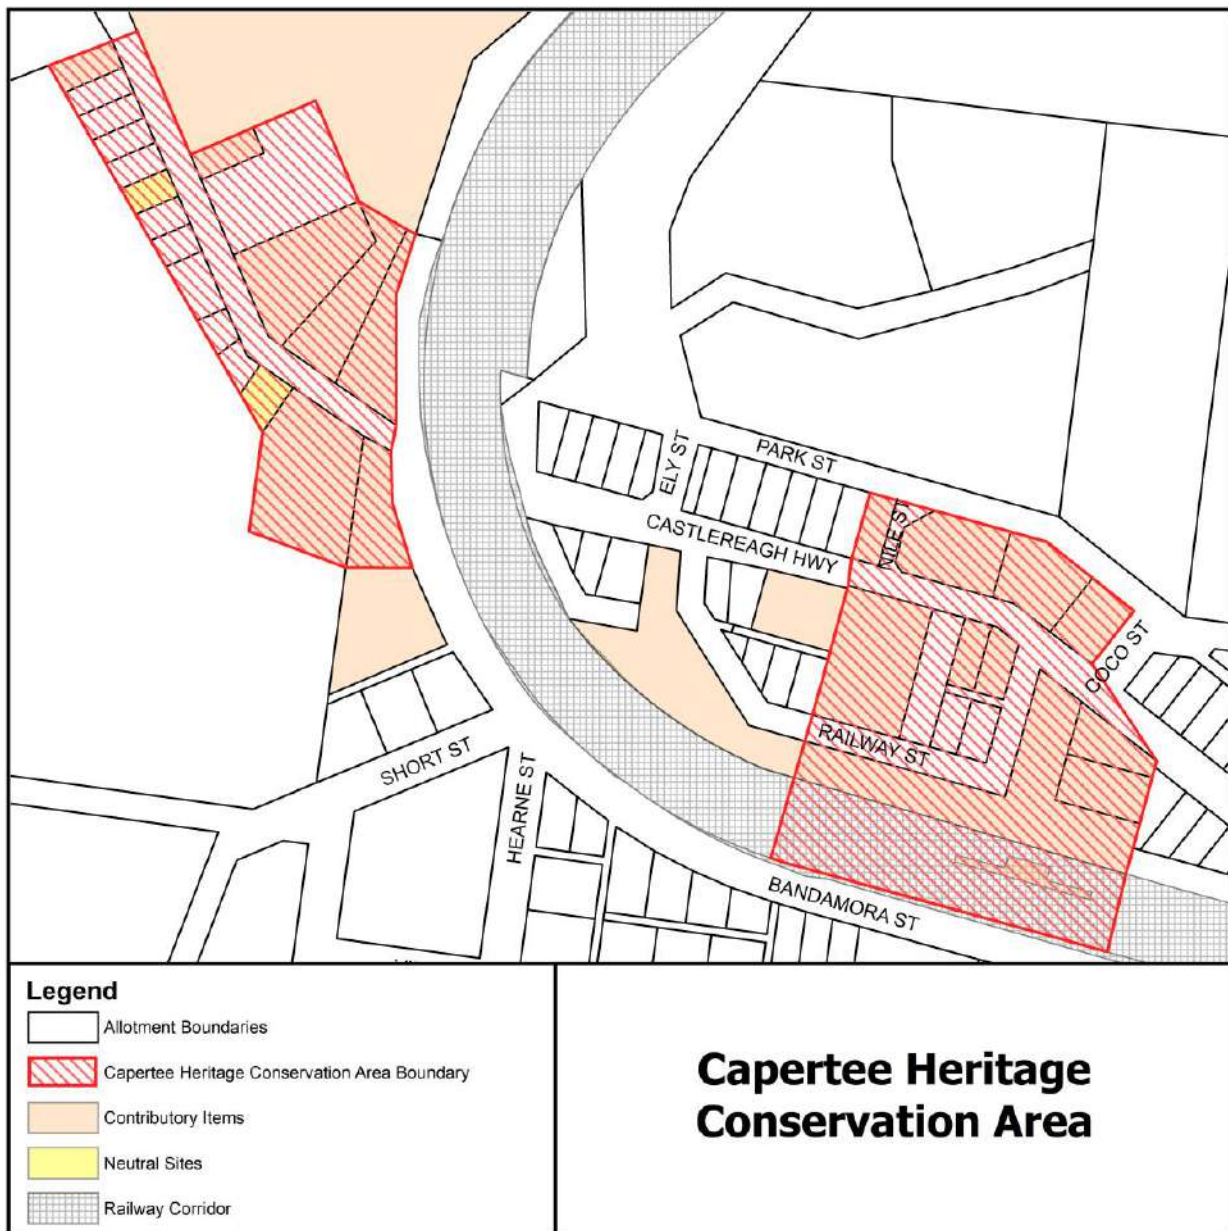 PARK ST
ELY ST
CASTLEREAGH HWY
NILE ST
COCO ST
RAILWAY ST
SHORT ST
HEARNE ST
BANDAMORA ST
Legend
Allotment Boundaries
Capertee Heritage Conservation Area Boundary
Contributory Items
Neutral Sites
Railway Corridor
Capertee Heritage
Conservation Area